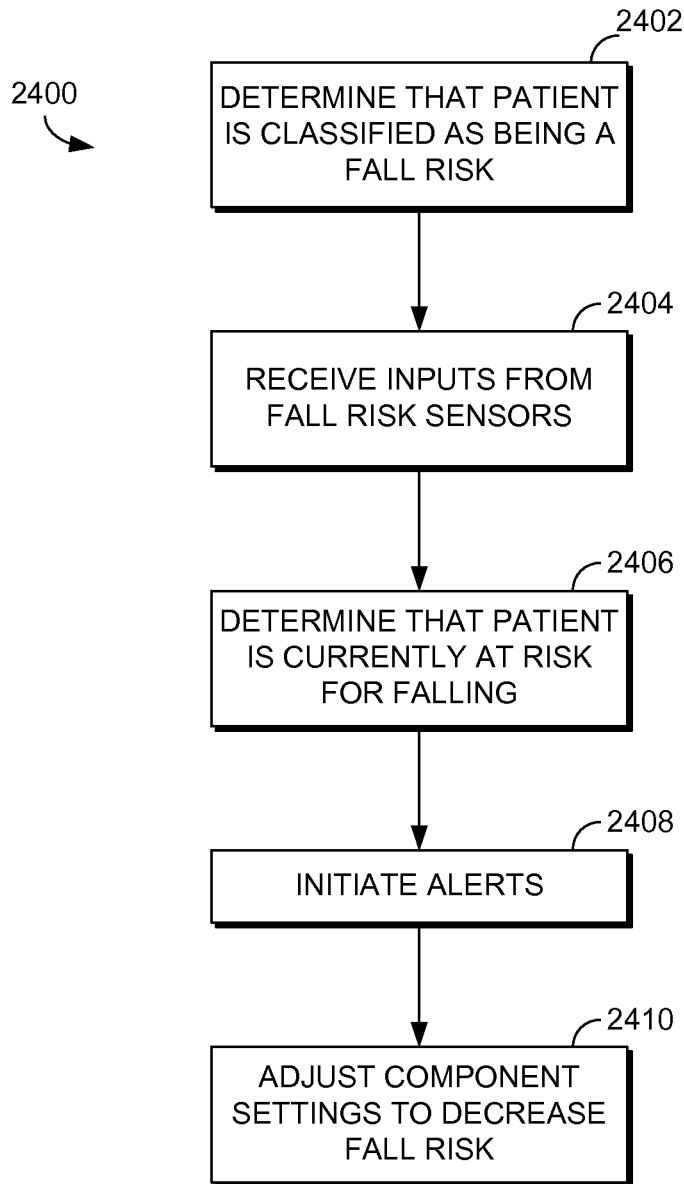 2400
2402
DETERMINE THAT PATIENT
IS CLASSIFIED AS BEING A
FALL RISK
2404
RECEIVE INPUTS FROM
FALL RISK SENSORS
2406
DETERMINE THAT PATIENT
IS CURRENTLY AT RISK
FOR FALLING
2408
INITIATE ALERTS
2410
ADJUST COMPONENT
SETTINGS TO DECREASE
FALL RISK